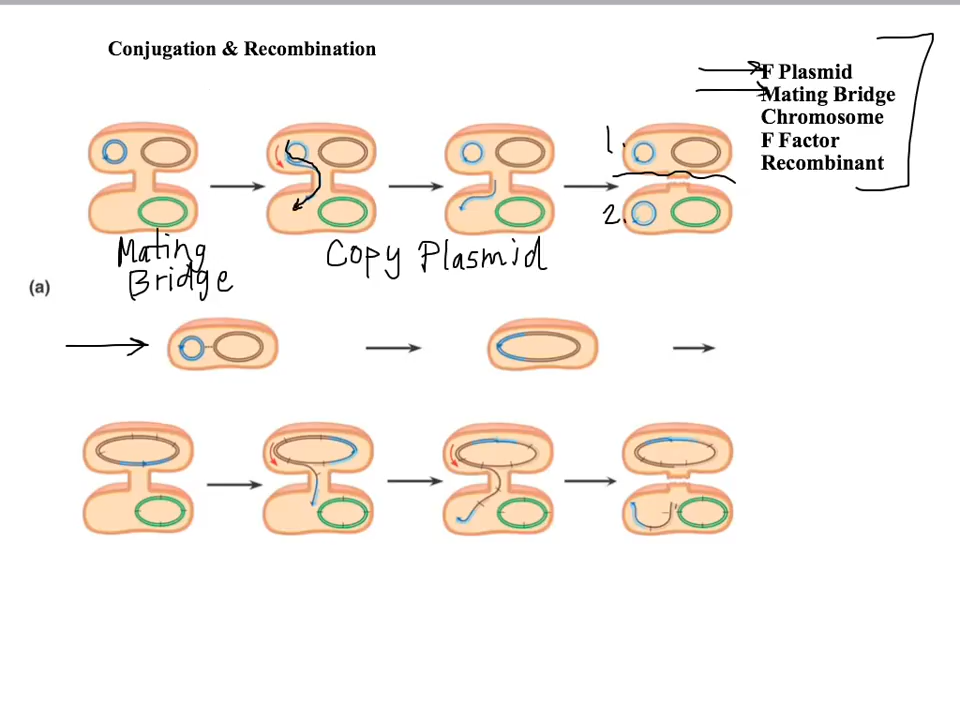 Conjugation & Recombination
F Plasmid
Mating Bridge
Chromosome
F Factor
Recombinant
1.
2.
Mating
Bridge
Copy Plasmid
(a)